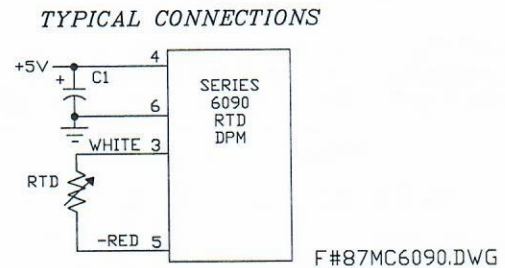 TYPICAL CONNECTIONS
+5V
4
+ C1
SERIES
6090
RTD
DPM
6
-
WHITE 3
RTD
-RED 5
F#87MC6090.DWG